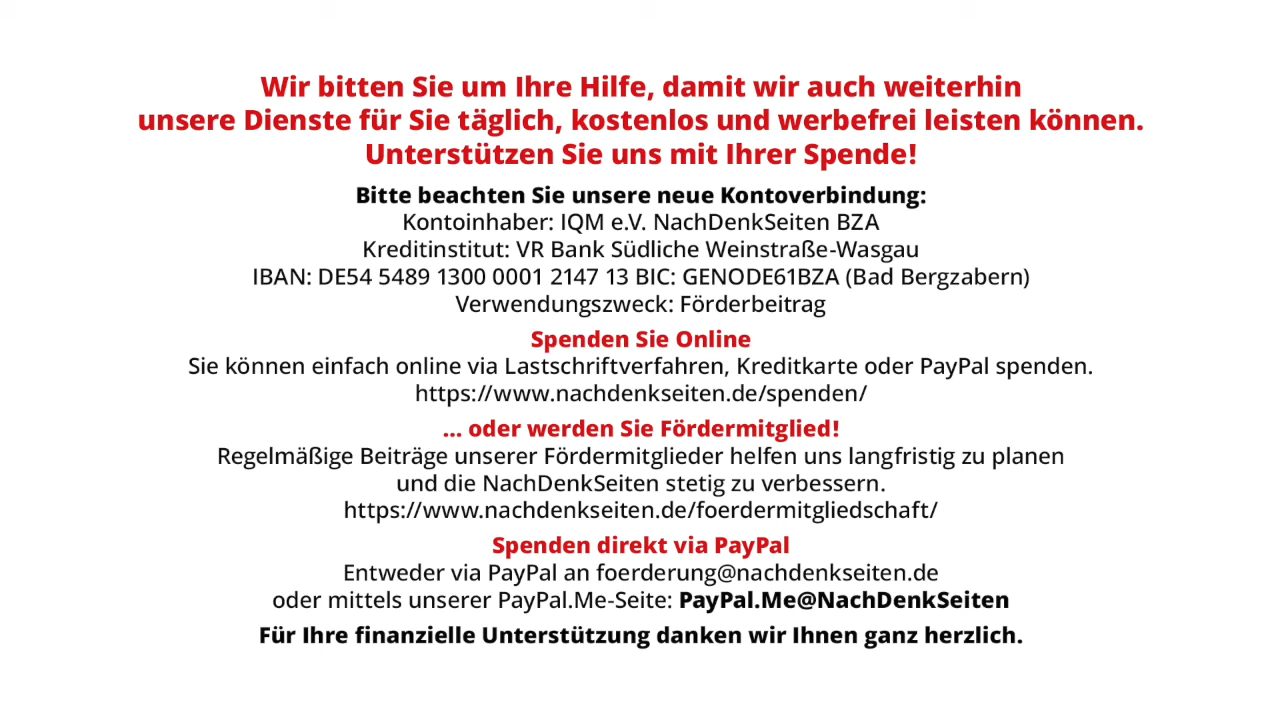 Wir bitten Sie um Ihre Hilfe, damit wir auch weiterhin
unsere Dienste für Sie täglich, kostenlos und werbefrei leisten können.
Unterstützen Sie uns mit Ihrer Spende!
Bitte beachten Sie unsere neue Kontoverbindung:
Kontoinhaber: IQM e.V. NachDenkSeiten BZA
Kreditinstitut: VR Bank Südliche Weinstraße-Wasgau
IBAN: DE54 5489 1300 0001 2147 13 BIC: GENODE61BZA (Bad Bergzabern)
Verwendungszweck: Förderbeitrag
Spenden Sie Online
Sie können einfach online via Lastschriftverfahren, Kreditkarte oder PayPal spenden.
https://www.nachdenkseiten.de/spenden/
... oder werden Sie Fördermitglied!
Regelmäßige Beiträge unserer Fördermitglieder helfen uns langfristig zu planen
und die NachDenkSeiten stetig zu verbessern.
https://www.nachdenkseiten.de/foerdermitgliedschaft/
Spenden direkt via PayPal
Entweder via PayPal an foerderung@nachdenkseiten.de
oder mittels unserer PayPal.Me-Seite: PayPal.Me@NachDenkSeiten
Für Ihre finanzielle Unterstützung danken wir Ihnen ganz herzlich.